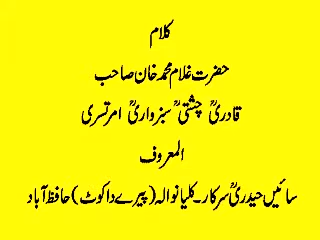 کلام
حضرت غلام محمد خان صاحب
قادریؒ چشتیؒ سبزواریؒ امرتسری
المعروف
سائیں حیدریؒ سرکار۔کلیانوالہ(پیرے دا کوٹ)حافظ آباد